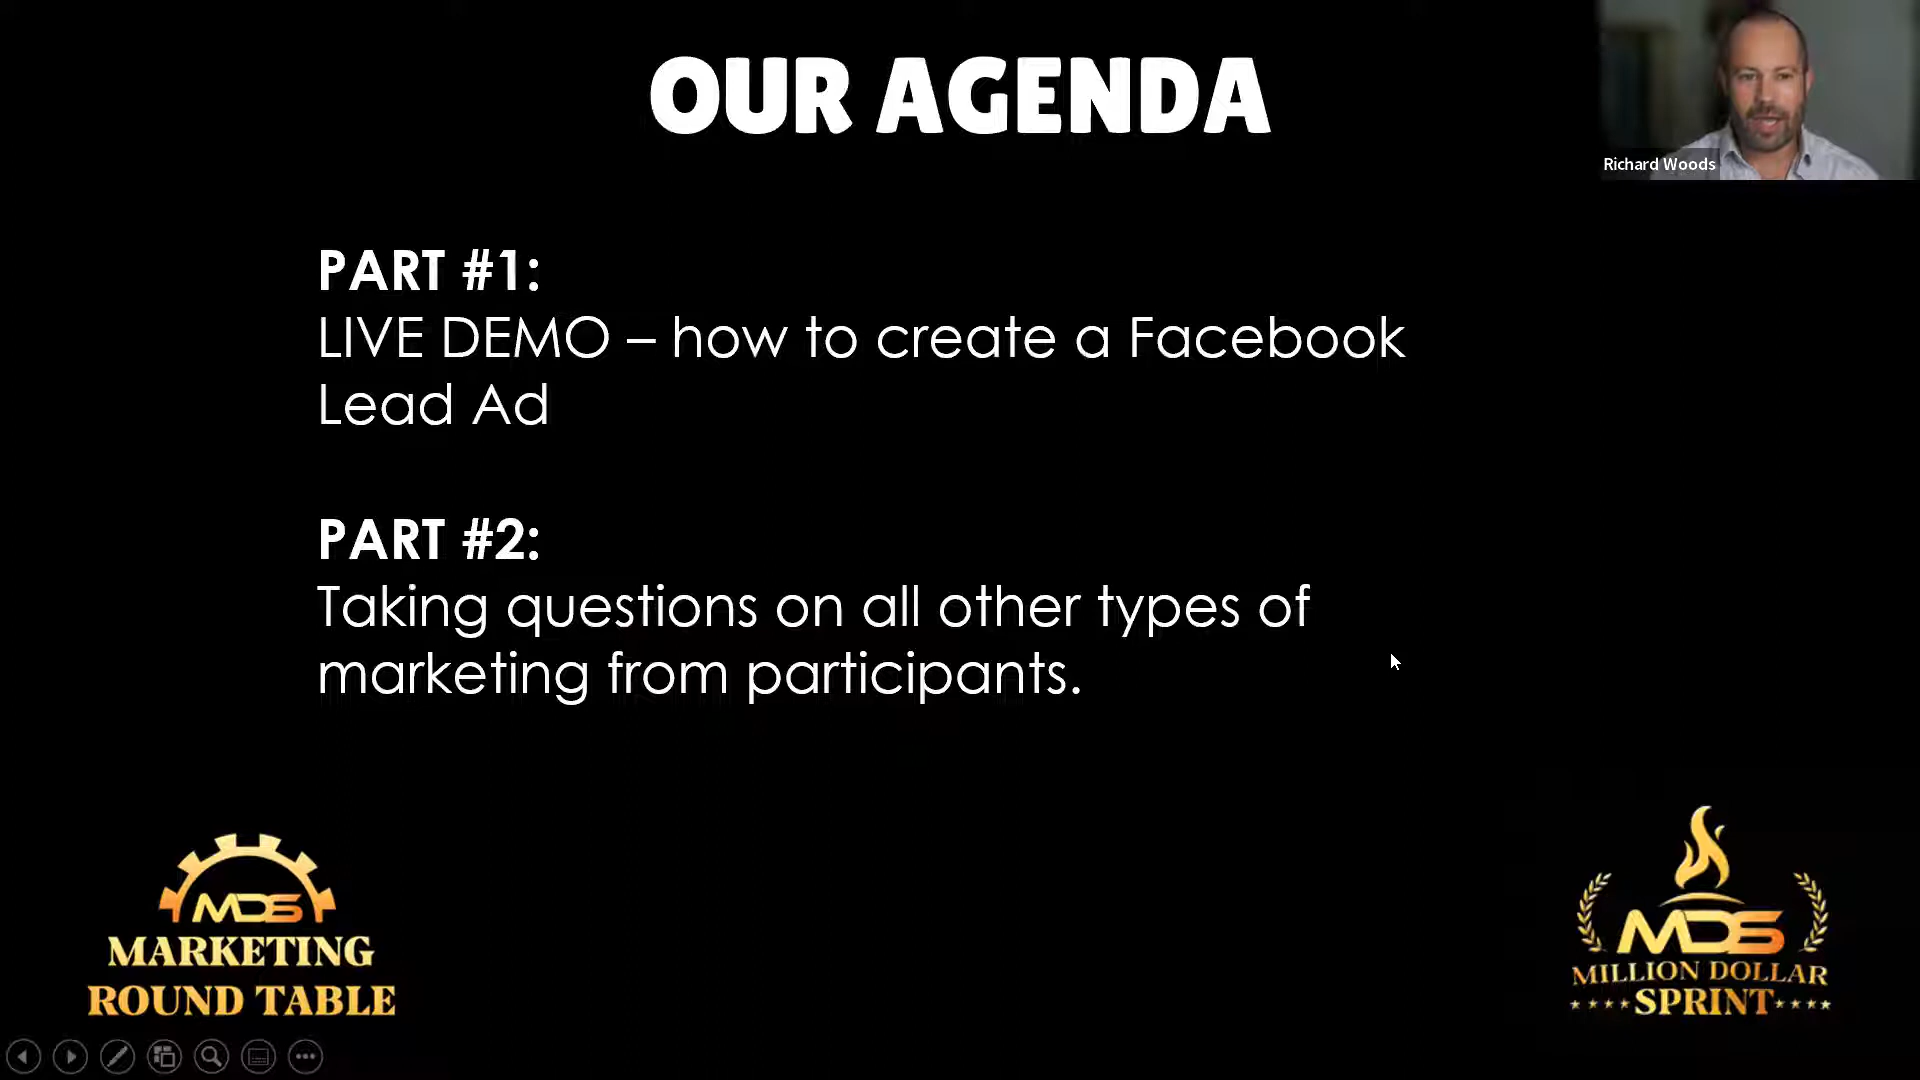 OUR AGENDA
Richard Woods
PART #1:
LIVE DEMO – how to create a Facebook
Lead Ad
PART #2:
Taking questions on all other types of
marketing from participants.
MDS
MARKETING
ROUND TABLE
MDS
MILLION DOLLAR
SPRINT